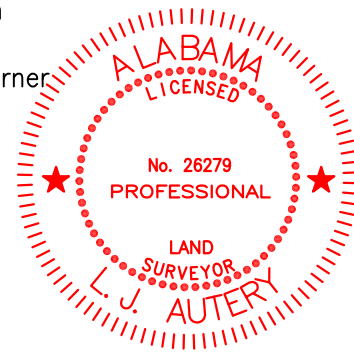 rner
ALABAMA
LICENSED
No. 26279
PROFESSIONAL
LAND
SURVEYOR
L. J. AUTERY